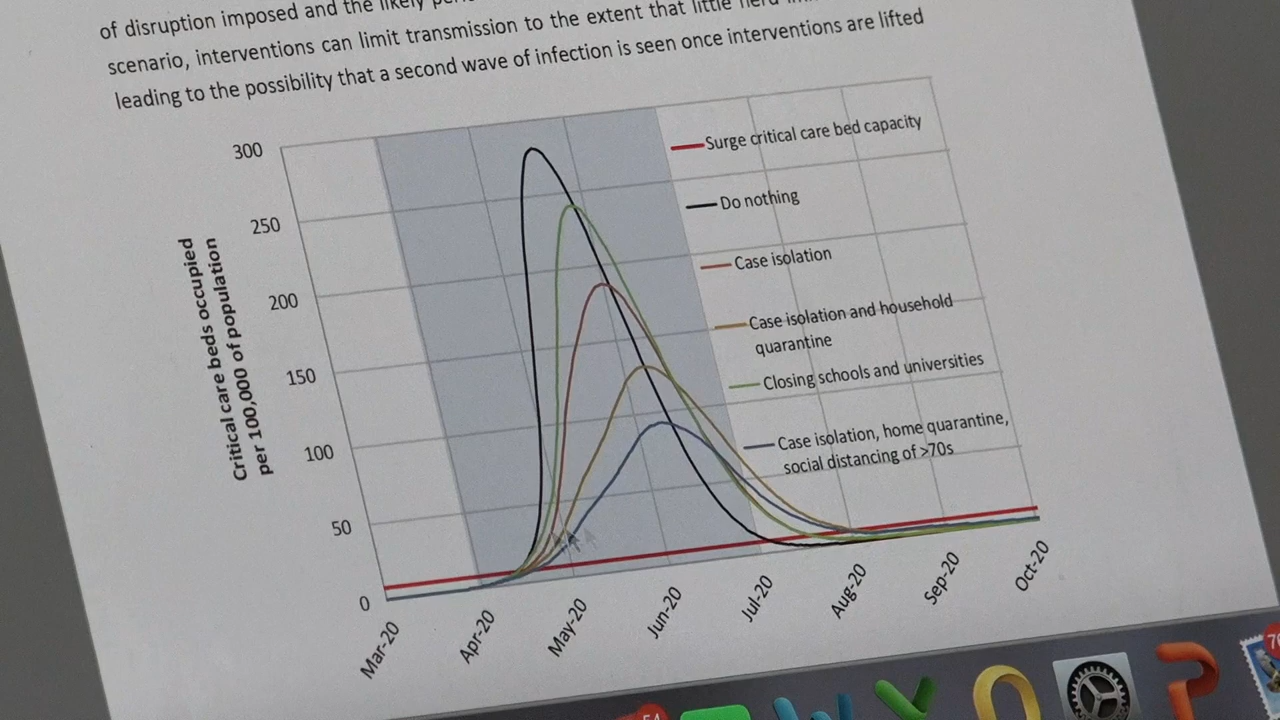 of disruption imposed and the likely
scenario, interventions can limit transmission to the extent that little herd
leading to the possibility that a second wave of infection is seen once interventions are lifted
300
250
200
150
100
50
0
Critical care beds occupied
per 100,000 of population
Surge critical care bed capacity
Do nothing
Case isolation
Case isolation and household
quarantine
Closing schools and universities
Case isolation, home quarantine,
social distancing of >70s
Mar-20
Apr-20
May-20
Jun-20
Jul-20
Aug-20
Sep-20
Oct-20